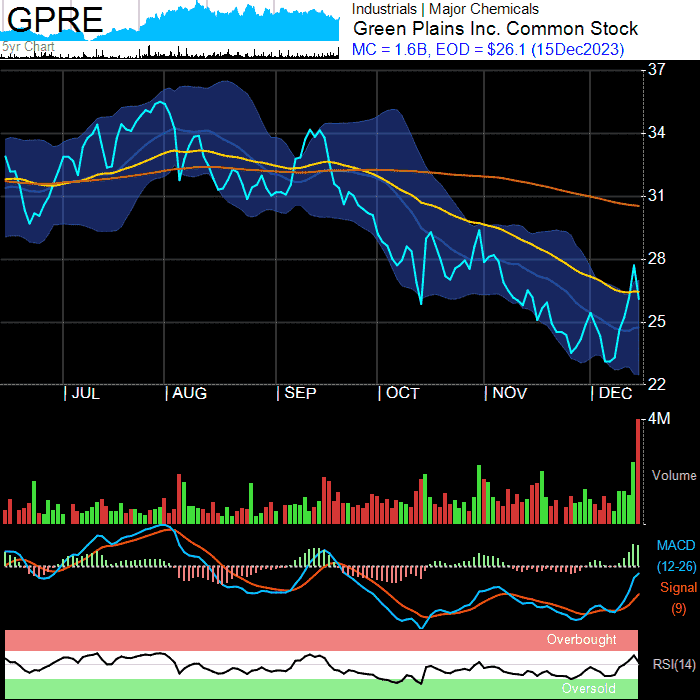 GPRE
5yr Chart
Industrials | Major Chemicals
Green Plains Inc. Common Stock
MC = 1.6B, EOD = $26.1 (15Dec2023)
37
34
31
28
25
22
JUL AUG SEP OCT NOV DEC
4M
Volume
MACD
(12-26)
Signal
(9)
Overbought
RSI(14)
Oversold